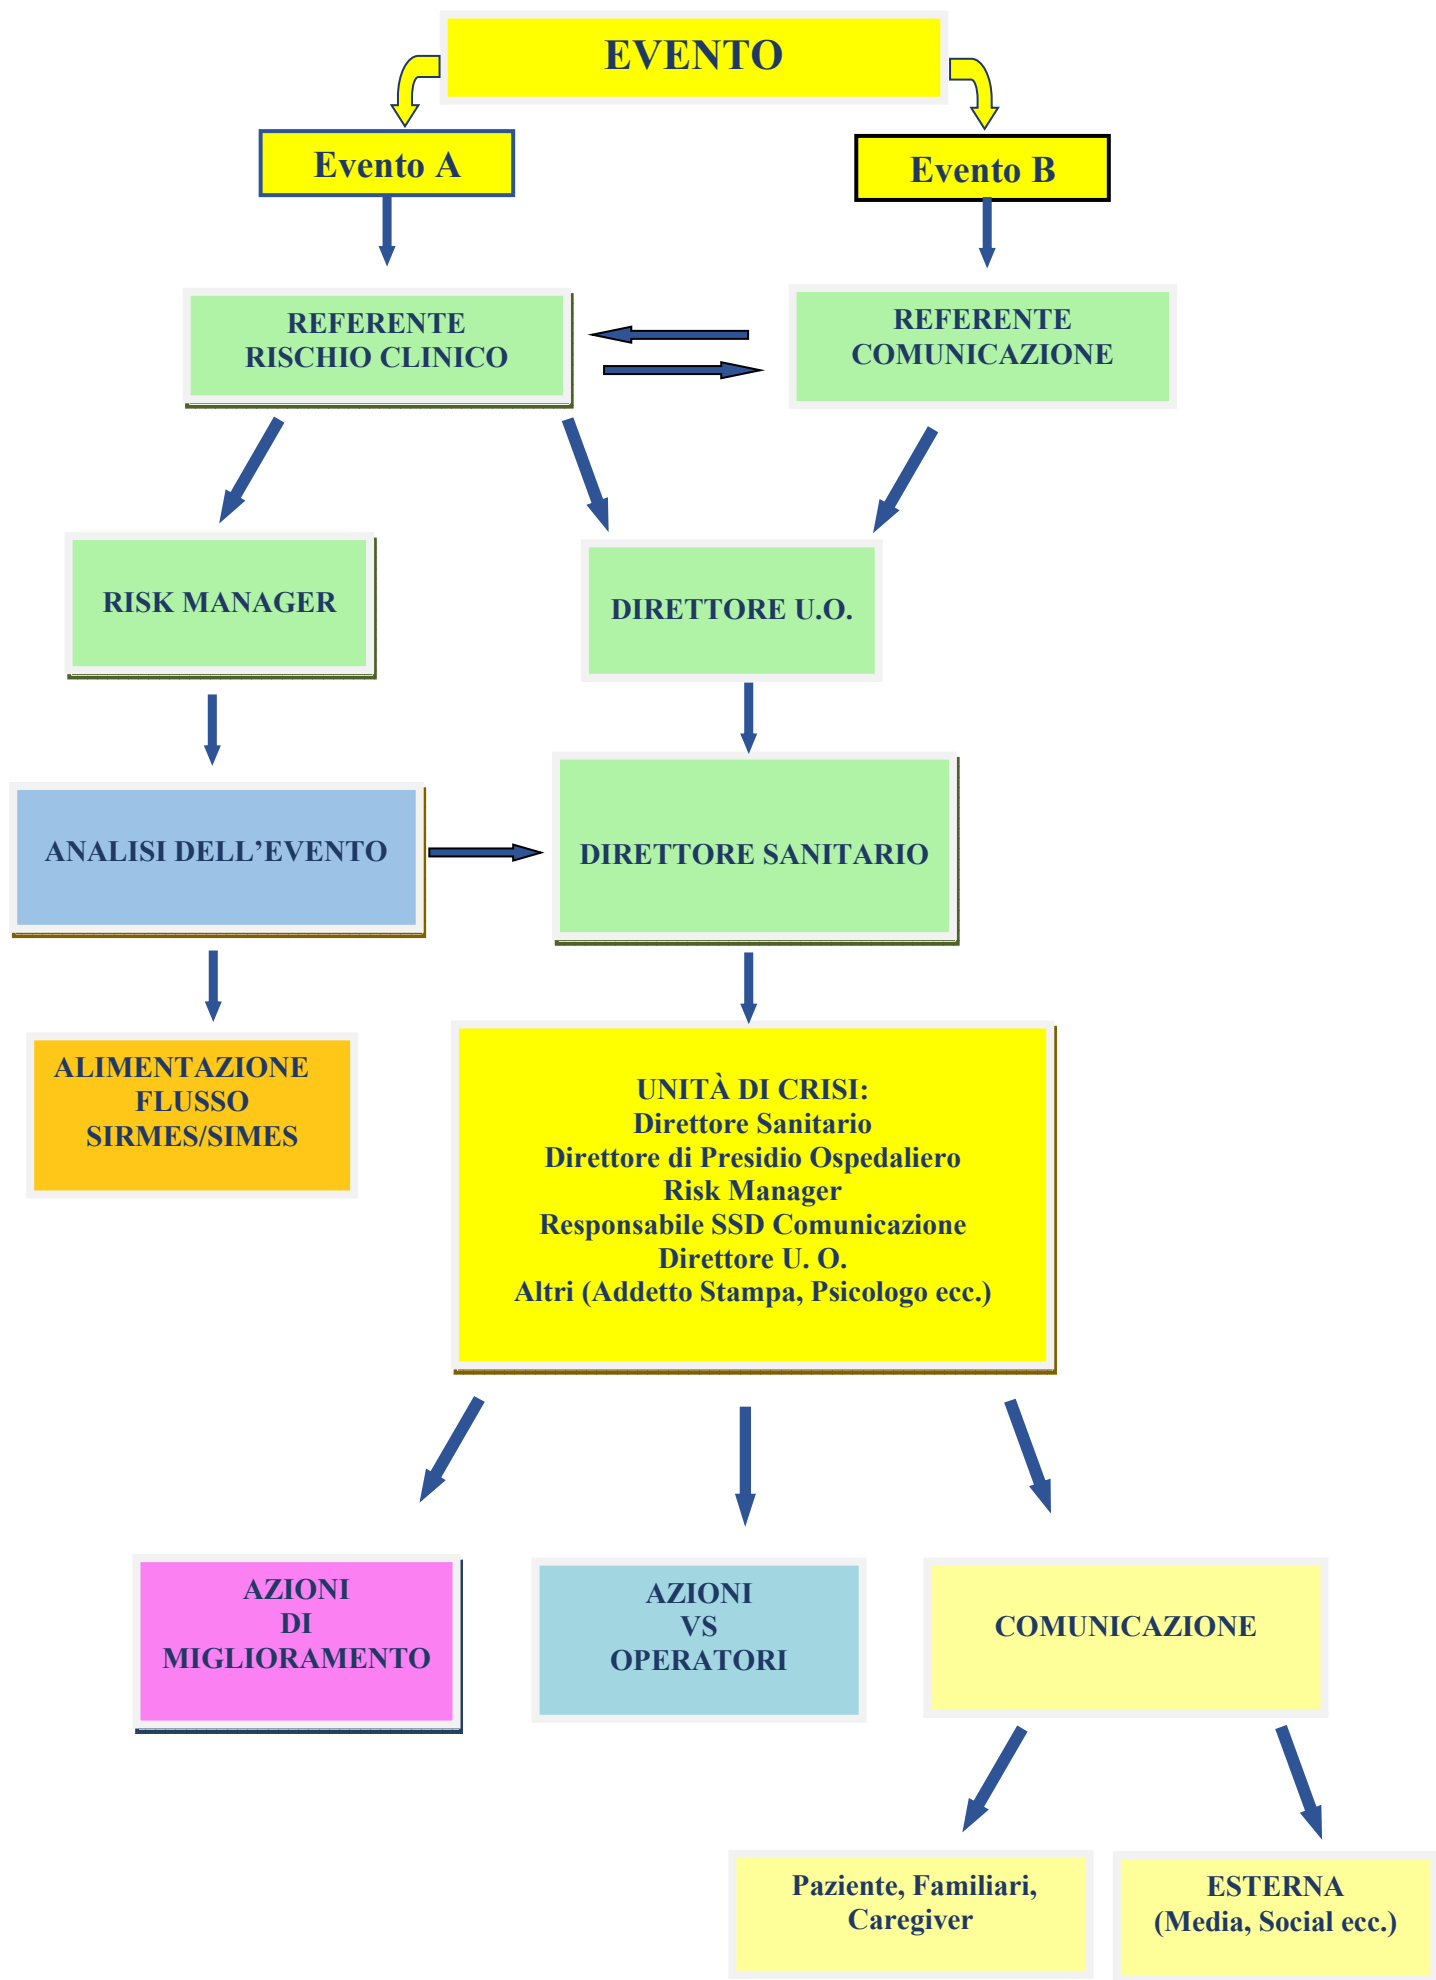 EVENTO
Evento A
Evento B
REFERENTE
RISCHIO CLINICO
REFERENTE
COMUNICAZIONE
RISK MANAGER
DIRETTORE U.O.
ANALISI DELL’EVENTO
DIRETTORE SANITARIO
ALIMENTAZIONE
FLUSSO
SIRMES/SIMES
UNITÀ DI CRISI:
Direttore Sanitario
Direttore di Presidio Ospedaliero
Risk Manager
Responsabile SSD Comunicazione
Direttore U. O.
Altri (Addetto Stampa, Psicologo ecc.)
AZIONI
DI
MIGLIORAMENTO
AZIONI
VS
OPERATORI
COMUNICAZIONE
Paziente, Familiari,
Caregiver
ESTERNA
(Media, Social ecc.)